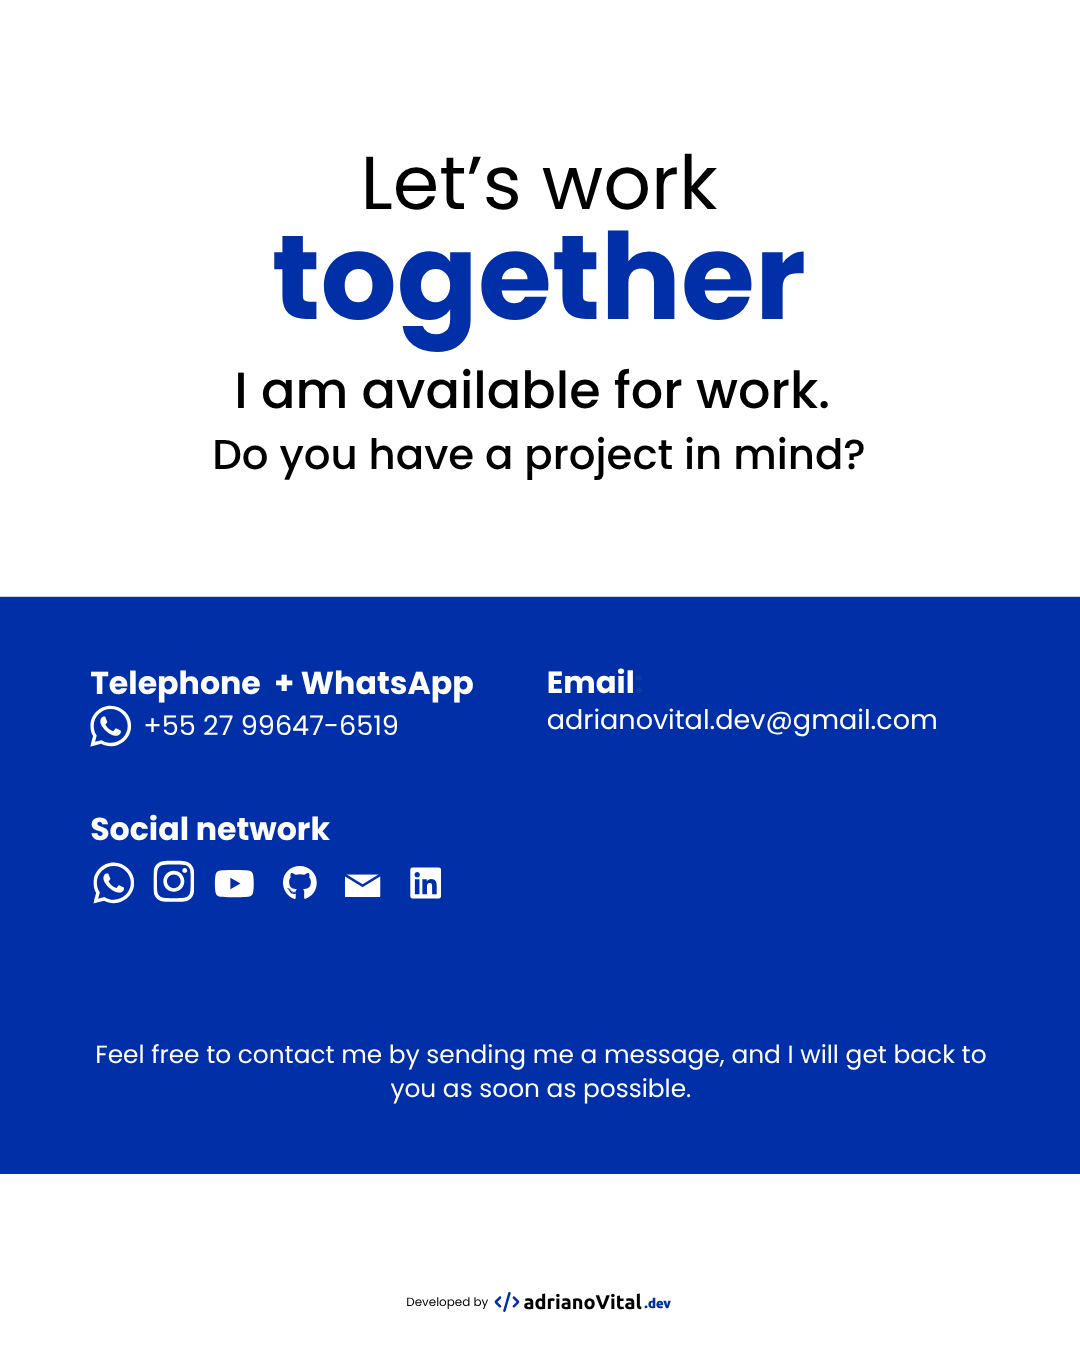 Let’s work
together
I am available for work.
Do you have a project in mind?
Telephone + WhatsApp
+55 27 99647-6519
Email
adrianovital.dev@gmail.com
Social network
in
Feel free to contact me by sending me a message, and I will get back to
you as soon as possible.
Developed by </> adrianoVital.dev